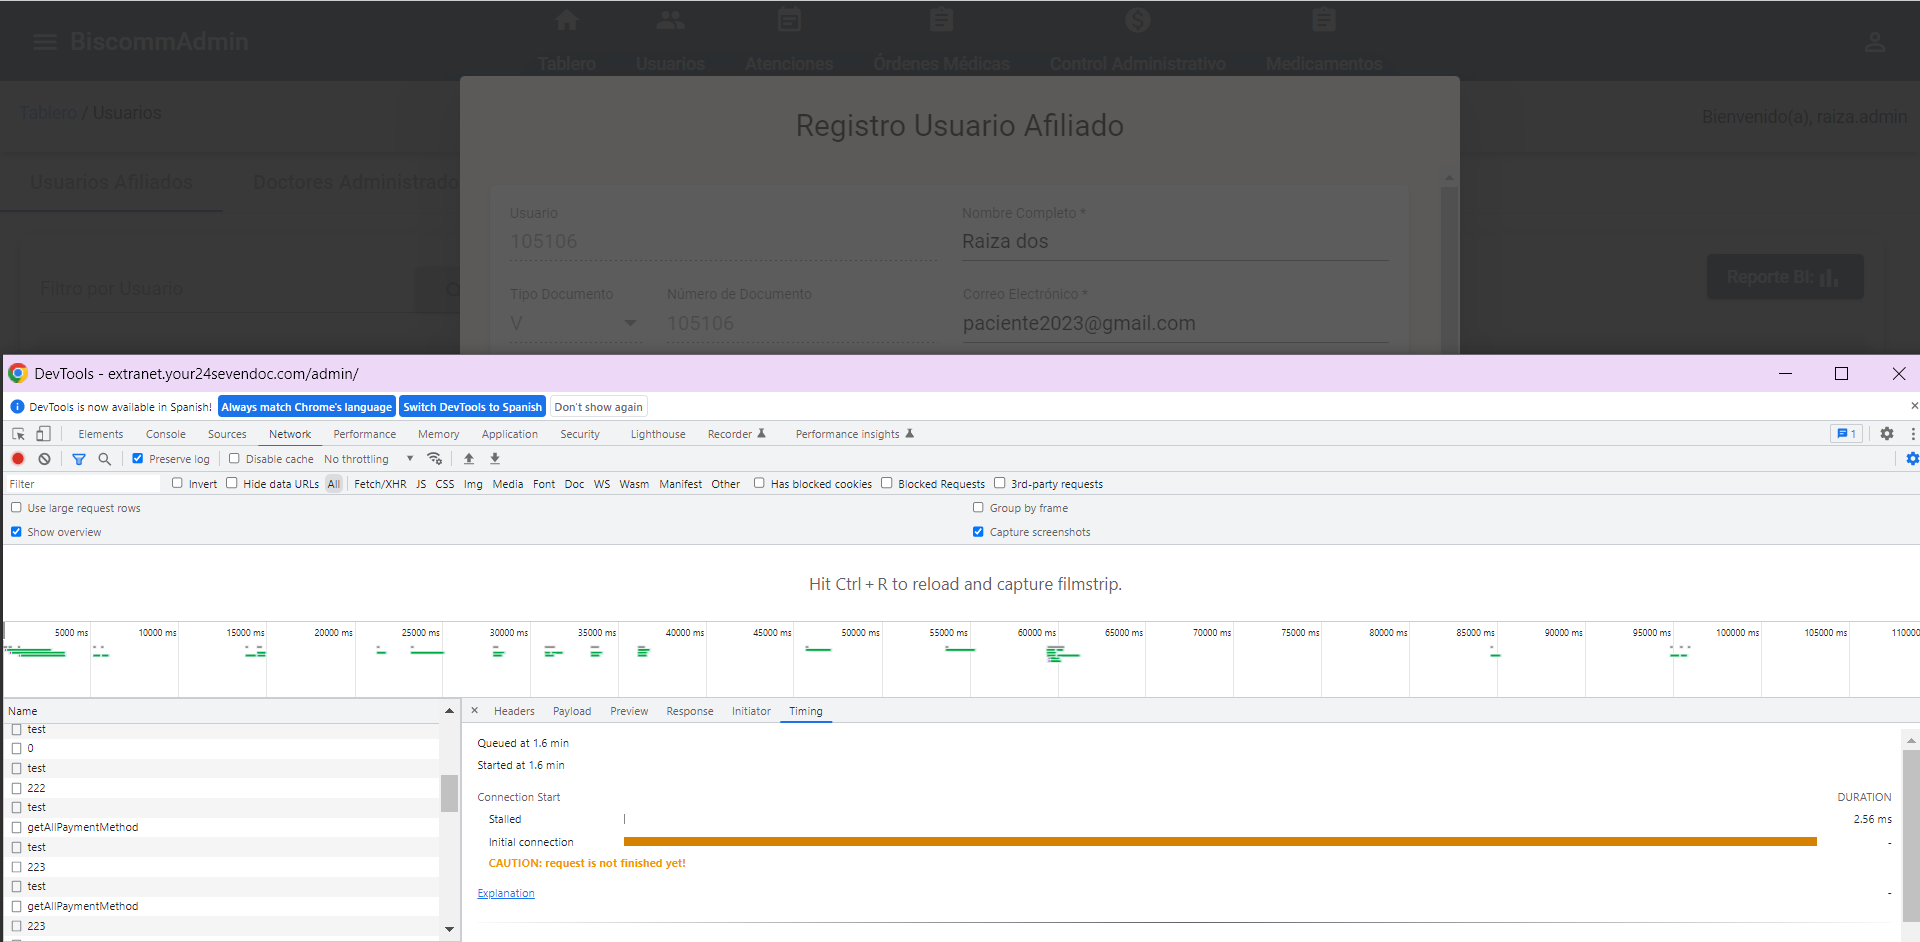 BiscommAdmin
Tablero Usuarios Atenciones Órdenes Médicas Control Administrativo Medicamentos
Tablero / Usuarios
Bienvenido(a), raiza.admin
Registro Usuario Afiliado
Usuarios Afiliados Doctores Administrado
Usuario Nombre Completo *
105106 Raiza dos
Filtro por Usuario
Reporte BI:
Tipo Documento Número de Documento Correo Electrónico *
V 105106 paciente2023@gmail.com
DevTools - extranet.your24sevendoc.com/admin/
DevTools is now available in Spanish! Always match Chrome's language Switch DevTools to Spanish Don't show again
Elements Console Sources Network Performance Memory Application Security Lighthouse Recorder Performance insights 1
Preserve log Disable cache No throttling
Filter Invert Hide data URLs All Fetch/XHR JS CSS Img Media Font Doc WS Wasm Manifest Other Has blocked cookies Blocked Requests 3rd-party requests
Use large request rows Group by frame
Show overview Capture screenshots
Hit Ctrl + R to reload and capture filmstrip.
5000 ms 10000 ms 15000 ms 20000 ms 25000 ms 30000 ms 35000 ms 40000 ms 45000 ms 50000 ms 55000 ms 60000 ms 65000 ms 70000 ms 75000 ms 80000 ms 85000 ms 90000 ms 95000 ms 100000 ms 105000 ms 110000
Name
test
0
test
222
test
getAllPaymentMethod
test
223
test
getAllPaymentMethod
223
Headers Payload Preview Response Initiator Timing
Queued at 1.6 min
Started at 1.6 min
Connection Start DURATION
Stalled 2.56 ms
Initial connection -
CAUTION: request is not finished yet!
Explanation -